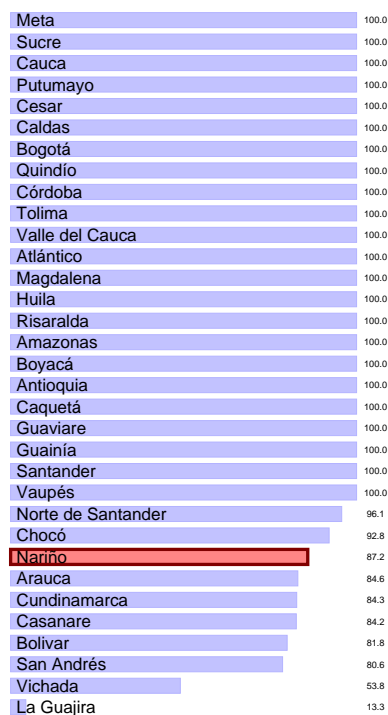 Meta 100.0
Sucre 100.0
Cauca 100.0
Putumayo 100.0
Cesar 100.0
Caldas 100.0
Bogotá 100.0
Quindío 100.0
Córdoba 100.0
Tolima 100.0
Valle del Cauca 100.0
Atlántico 100.0
Magdalena 100.0
Huila 100.0
Risaralda 100.0
Amazonas 100.0
Boyacá 100.0
Antioquia 100.0
Caquetá 100.0
Guaviare 100.0
Guainía 100.0
Santander 100.0
Vaupés 100.0
Norte de Santander 96.1
Chocó 92.8
Nariño 87.2
Arauca 84.6
Cundinamarca 84.3
Casanare 84.2
Bolivar 81.8
San Andrés 80.6
Vichada 53.8
La Guajira 13.3